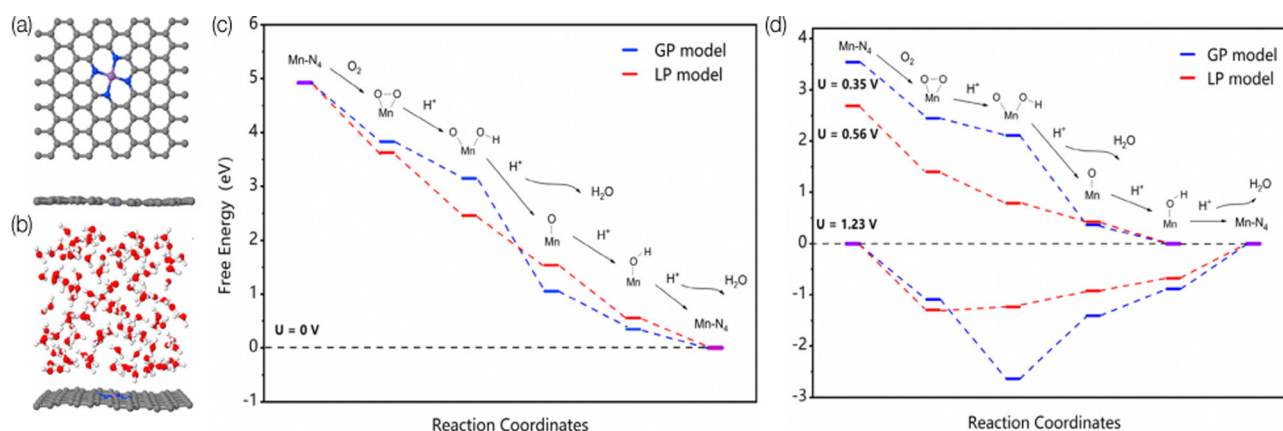 (a)
(b)
(c)
6
5
4
3
2
1
0
-1
Free Energy (eV)
Reaction Coordinates
GP model
LP model
Mn-N₄
O₂
O O
Mn
H⁺
O O H
Mn
H⁺
H₂O
O
Mn
H⁺
H
O
Mn
H⁺
H₂O
Mn-N₄
U = 0 V
(d)
4
3
2
1
0
-1
-2
-3
Reaction Coordinates
GP model
LP model
Mn-N₄
O₂
O O
Mn
H⁺
O O H
Mn
H⁺
H₂O
O
Mn
H⁺
O H
Mn
H⁺
H₂O
Mn-N₄
U = 0.35 V
U = 0.56 V
U = 1.23 V